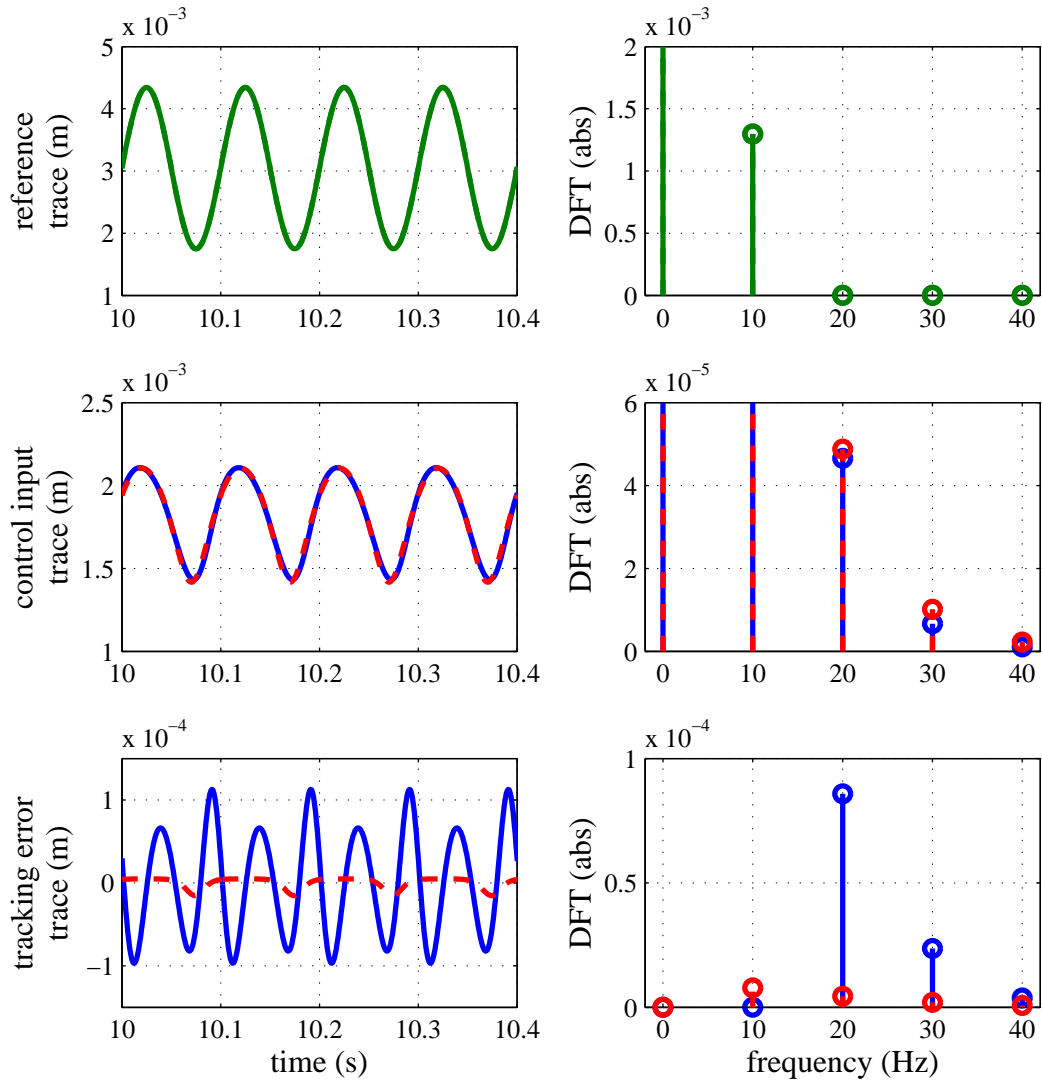 x 10⁻³
5
4
3
2
1
10 10.1 10.2 10.3 10.4
reference
trace (m)
x 10⁻³
2
1.5
1
0.5
0
0 10 20 30 40
DFT (abs)
x 10⁻³
2.5
2
1.5
1
10 10.1 10.2 10.3 10.4
control input
trace (m)
x 10⁻⁵
6
4
2
0
0 10 20 30 40
DFT (abs)
x 10⁻⁴
1
0
−1
10 10.1 10.2 10.3 10.4
tracking error
trace (m)
time (s)
x 10⁻⁴
1
0.5
0
0 10 20 30 40
DFT (abs)
frequency (Hz)